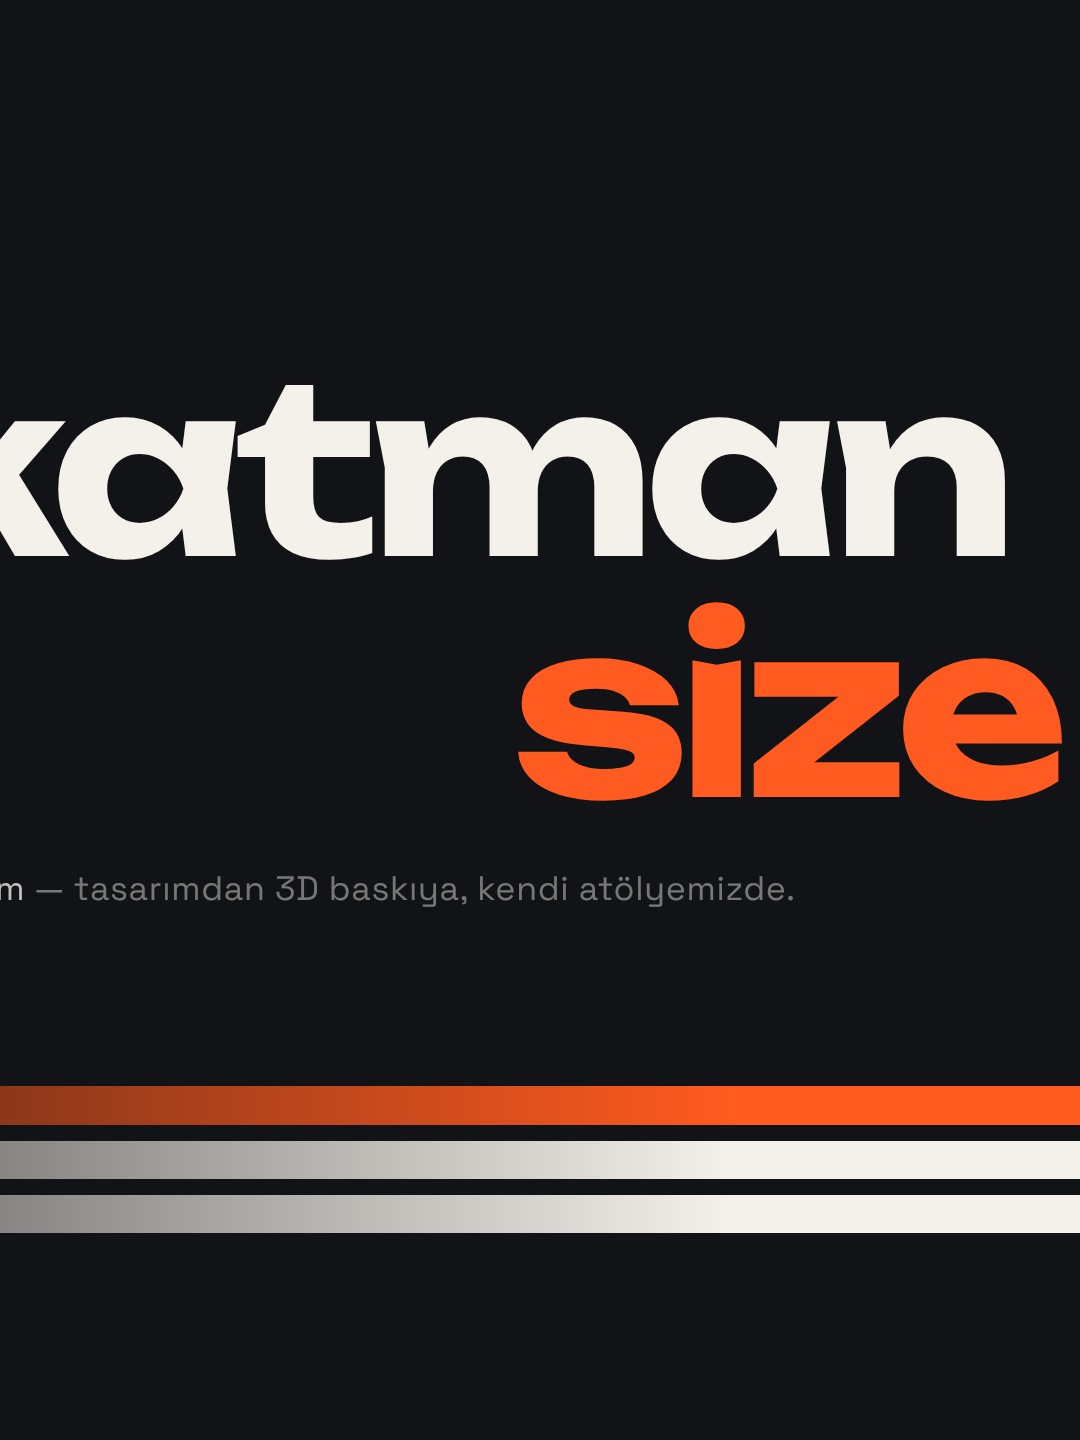 katman
size
m — tasarımdan 3D baskıya, kendi atölyemizde.